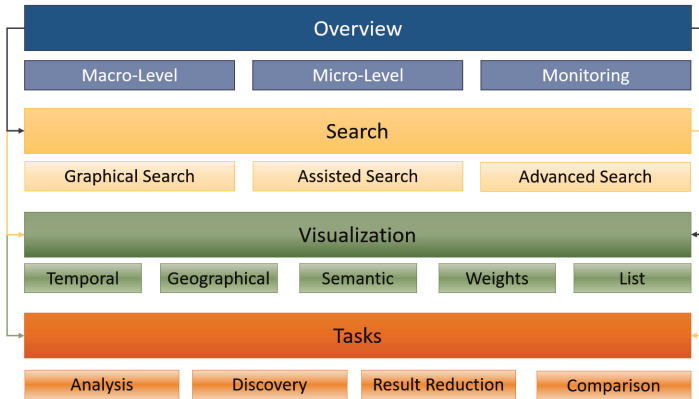 Overview
Macro-Level Micro-Level Monitoring
Search
Graphical Search Assisted Search Advanced Search
Visualization
Temporal Geographical Semantic Weights List
Tasks
Analysis Discovery Result Reduction Comparison